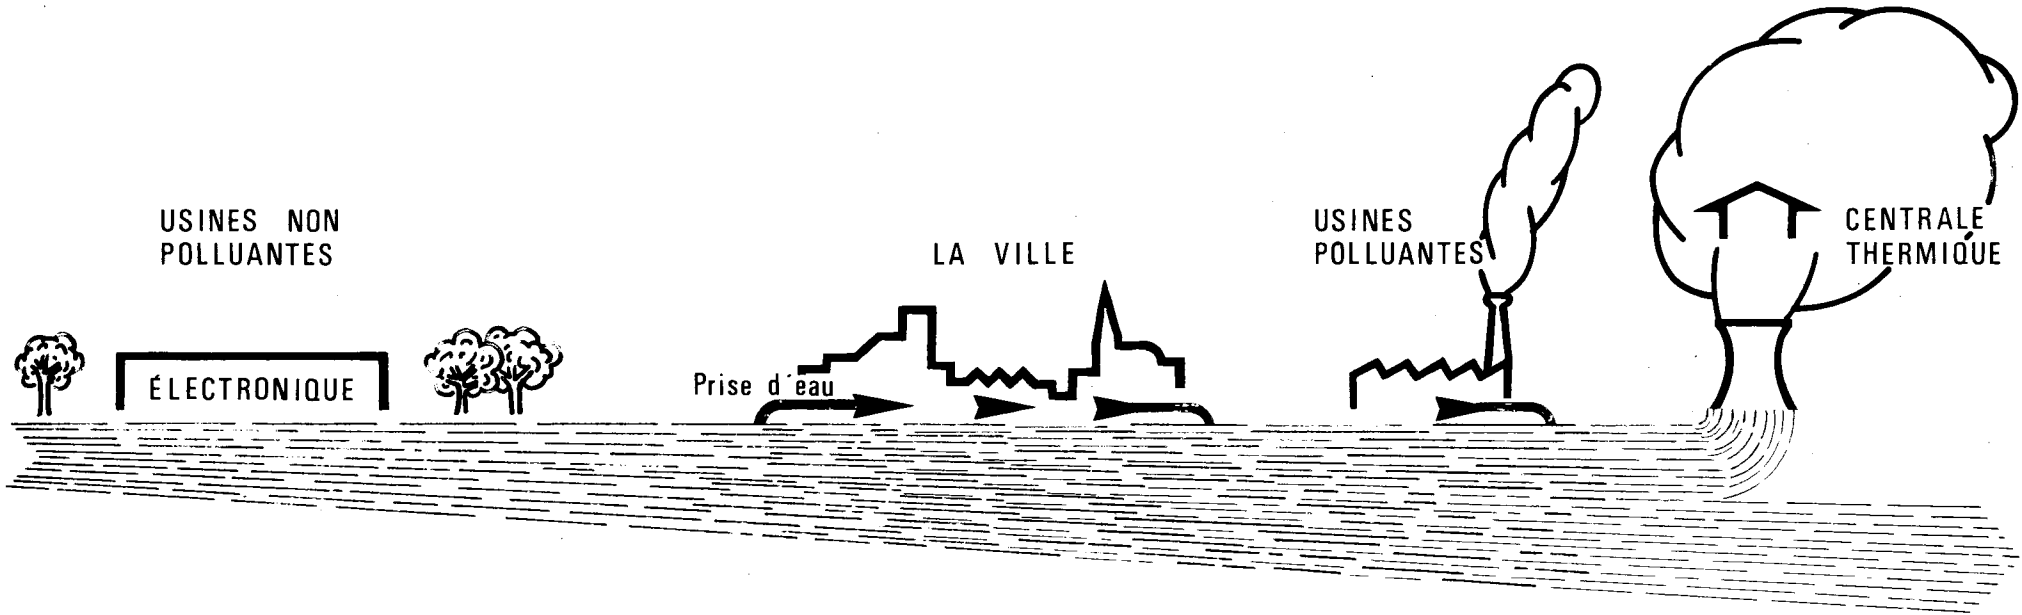 USINES NON
POLLUANTES
ÉLECTRONIQUE
Prise d'eau
LA VILLE
USINES
POLLUANTES
CENTRALE
THERMIQUE